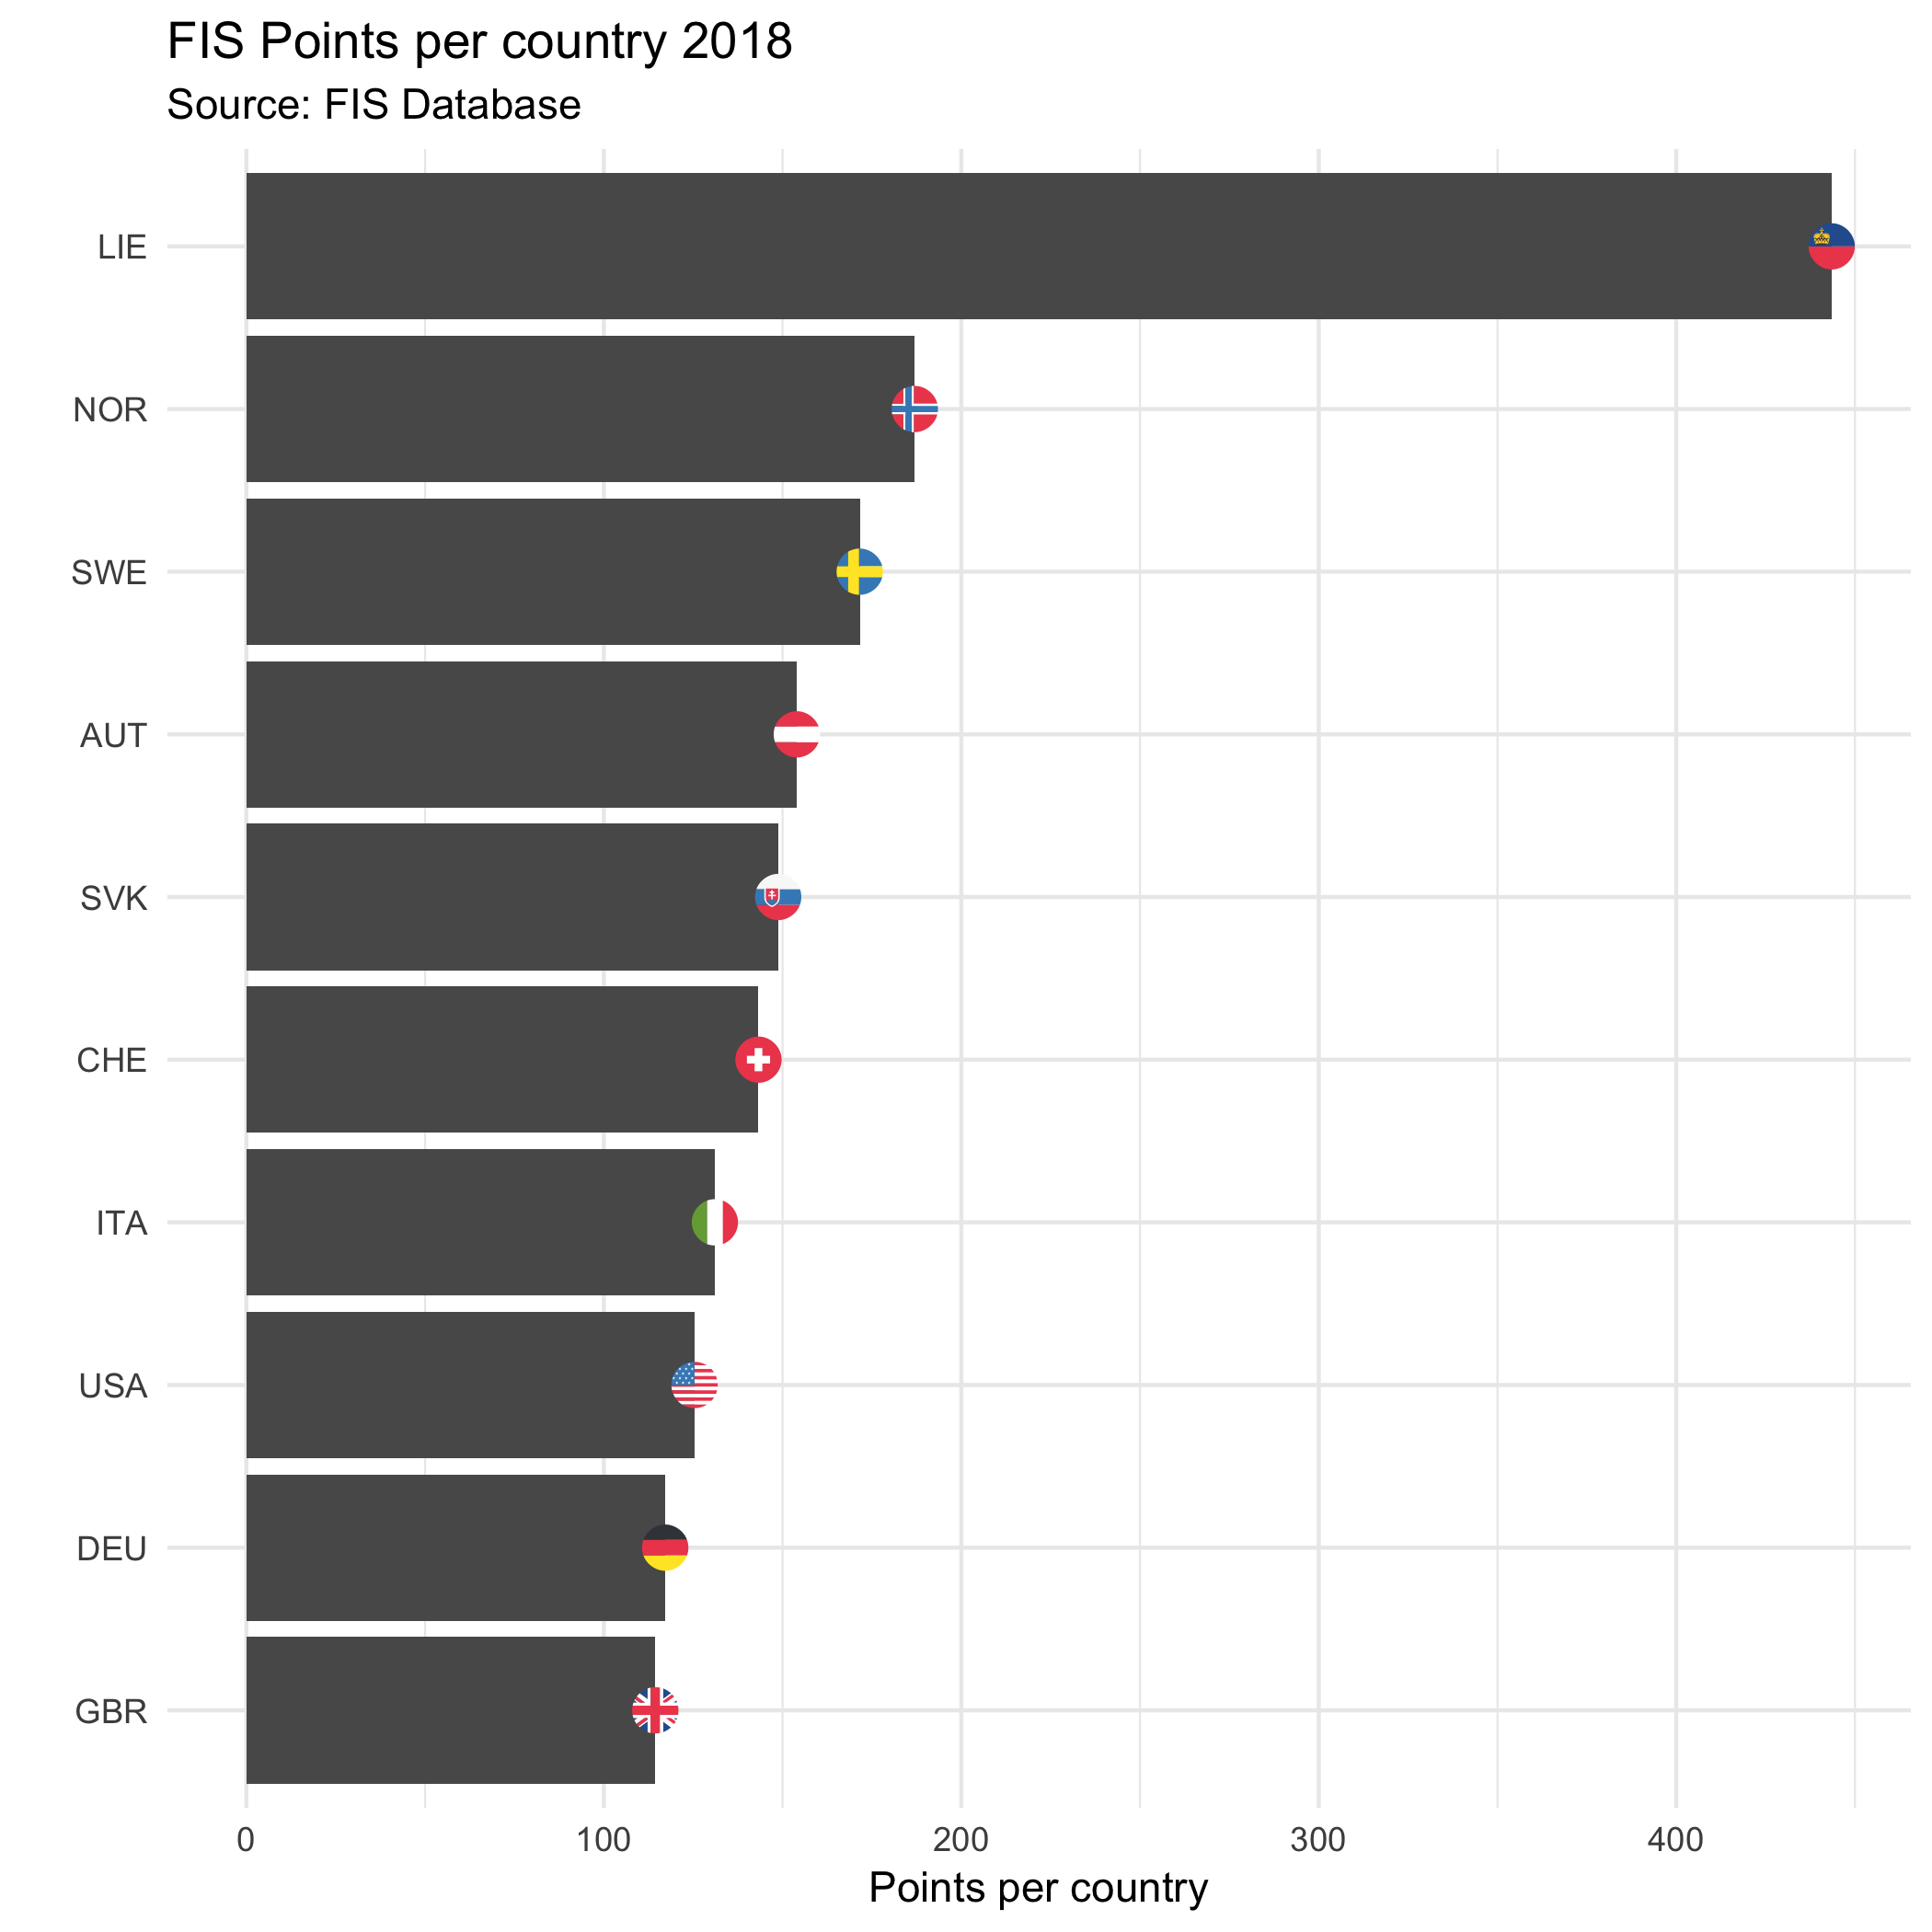 FIS Points per country 2018
Source: FIS Database
LIE
NOR
SWE
AUT
SVK
CHE
ITA
USA
DEU
GBR
0 100 200 300 400
Points per country